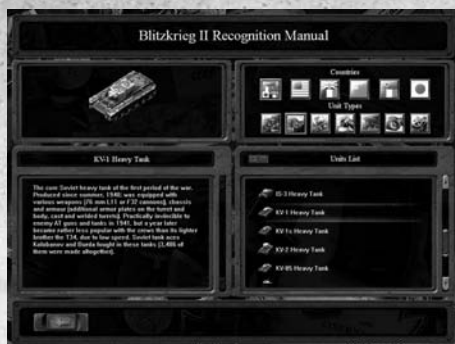 Blitzkrieg II Recognition Manual
Countries
Unit Types
KV-1 Heavy Tank
The core Soviet heavy tank of the first period of the war.
Produced since summer, 1940; was equipped with
various weapons (76 mm L11 or F32 cannons), chassis
and armour (additional armor plates on the turret and
body, cast and welded turrets). Practically invincible to
enemy AT guns and tanks in 1941, but a year later
became rather less popular with the crews than its lighter
brother the T34, due to low speed. Soviet tank aces
Kolobanov and fought in these tanks (3,486 of
them were made altogether).
Units List
IS-3 Heavy Tank
KV-1 Heavy Tank
KV-1s Heavy Tank
KV-2 Heavy Tank
KV-85 Heavy Tank